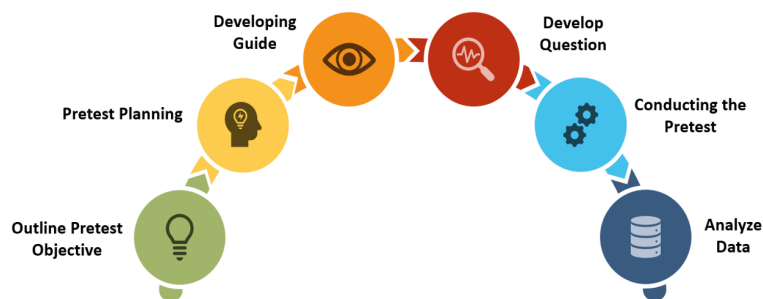 Outline Pretest
Objective
Pretest Planning
Developing
Guide
Develop
Question
Conducting the
Pretest
Analyze
Data